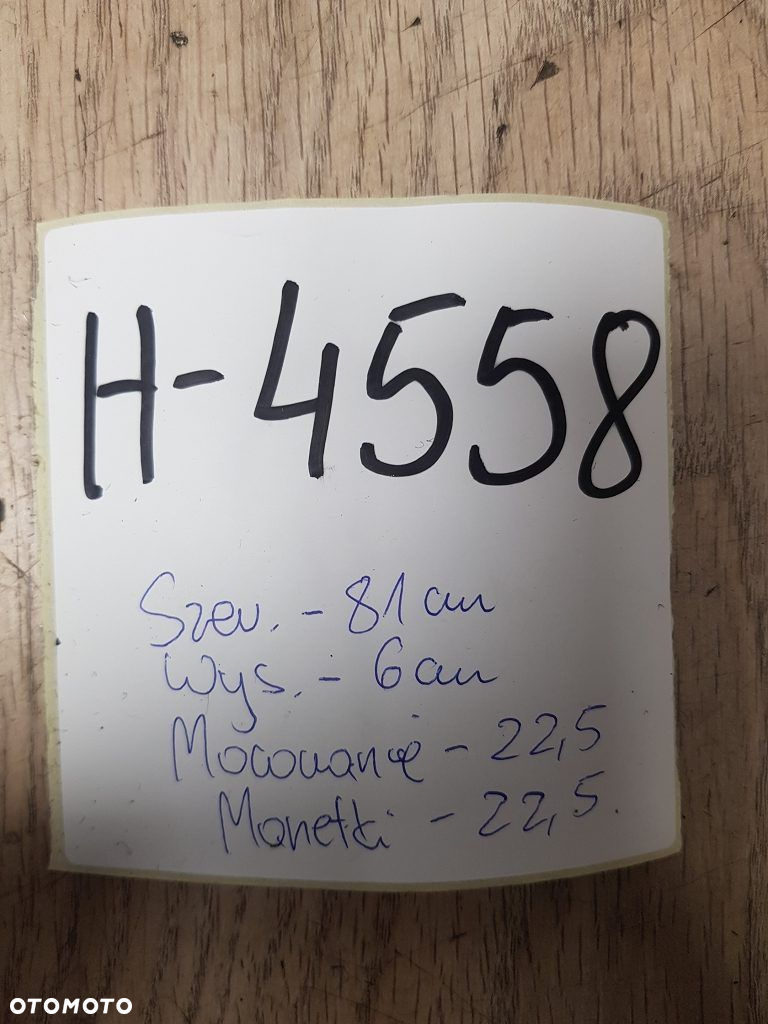 H-4558
Szer. - 81 cm
Wys. - 6 cm
Mocowanie - 22,5
Manetki - 22,5.
OTOMOTO